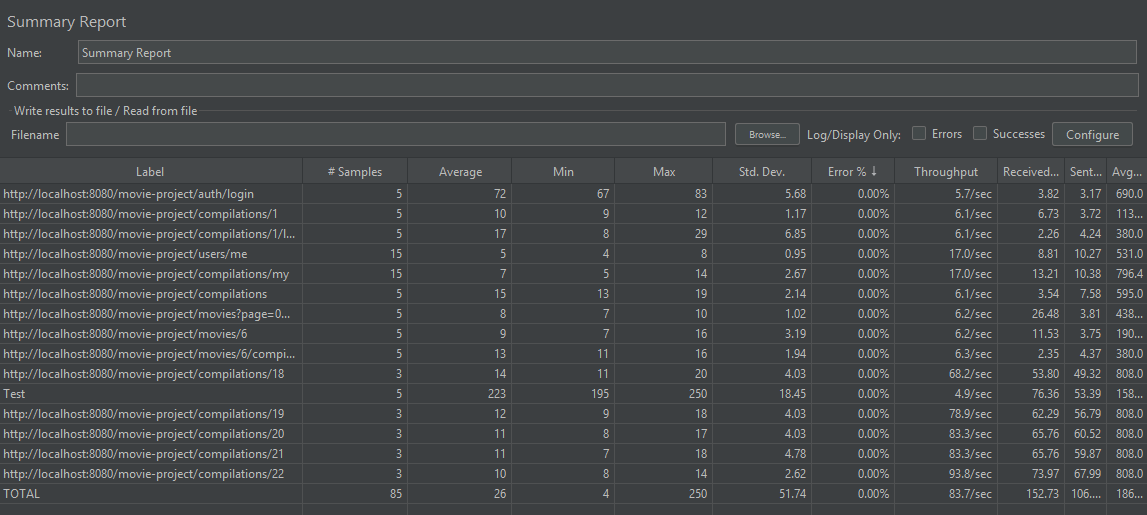 Summary Report
Name: Summary Report
Comments:
Write results to file / Read from file
Filename Browse... Log/Display Only: Errors Successes Configure
Label # Samples Average Min Max Std. Dev. Error % ↓ Throughput Received... Sent... Avg...
http://localhost:8080/movie-project/auth/login 5 72 67 83 5.68 0.00% 5.7/sec 3.82 3.17 690.0
http://localhost:8080/movie-project/compilations/1 5 10 9 12 1.17 0.00% 6.1/sec 6.73 3.72 113...
http://localhost:8080/movie-project/compilations/1/l... 5 17 8 29 6.85 0.00% 6.1/sec 2.26 4.24 380.0
http://localhost:8080/movie-project/users/me 15 5 4 8 0.95 0.00% 17.0/sec 8.81 10.27 531.0
http://localhost:8080/movie-project/compilations/my 15 7 5 14 2.67 0.00% 17.0/sec 13.21 10.38 796.4
http://localhost:8080/movie-project/compilations 5 15 13 19 2.14 0.00% 6.1/sec 3.54 7.58 595.0
http://localhost:8080/movie-project/movies?page=0... 5 8 7 10 1.02 0.00% 6.2/sec 26.48 3.81 438...
http://localhost:8080/movie-project/movies/6 5 9 7 16 3.19 0.00% 6.2/sec 11.53 3.75 190...
http://localhost:8080/movie-project/movies/6/compi... 5 13 11 16 1.94 0.00% 6.3/sec 2.35 4.37 380.0
http://localhost:8080/movie-project/compilations/18 3 14 11 20 4.03 0.00% 68.2/sec 53.80 49.32 808.0
Test 5 223 195 250 18.45 0.00% 4.9/sec 76.36 53.39 158...
http://localhost:8080/movie-project/compilations/19 3 12 9 18 4.03 0.00% 78.9/sec 62.29 56.79 808.0
http://localhost:8080/movie-project/compilations/20 3 11 8 17 4.03 0.00% 83.3/sec 65.76 60.52 808.0
http://localhost:8080/movie-project/compilations/21 3 11 7 18 4.78 0.00% 83.3/sec 65.76 59.87 808.0
http://localhost:8080/movie-project/compilations/22 3 10 8 14 2.62 0.00% 93.8/sec 73.97 67.99 808.0
TOTAL 85 26 4 250 51.74 0.00% 83.7/sec 152.73 106.... 186...